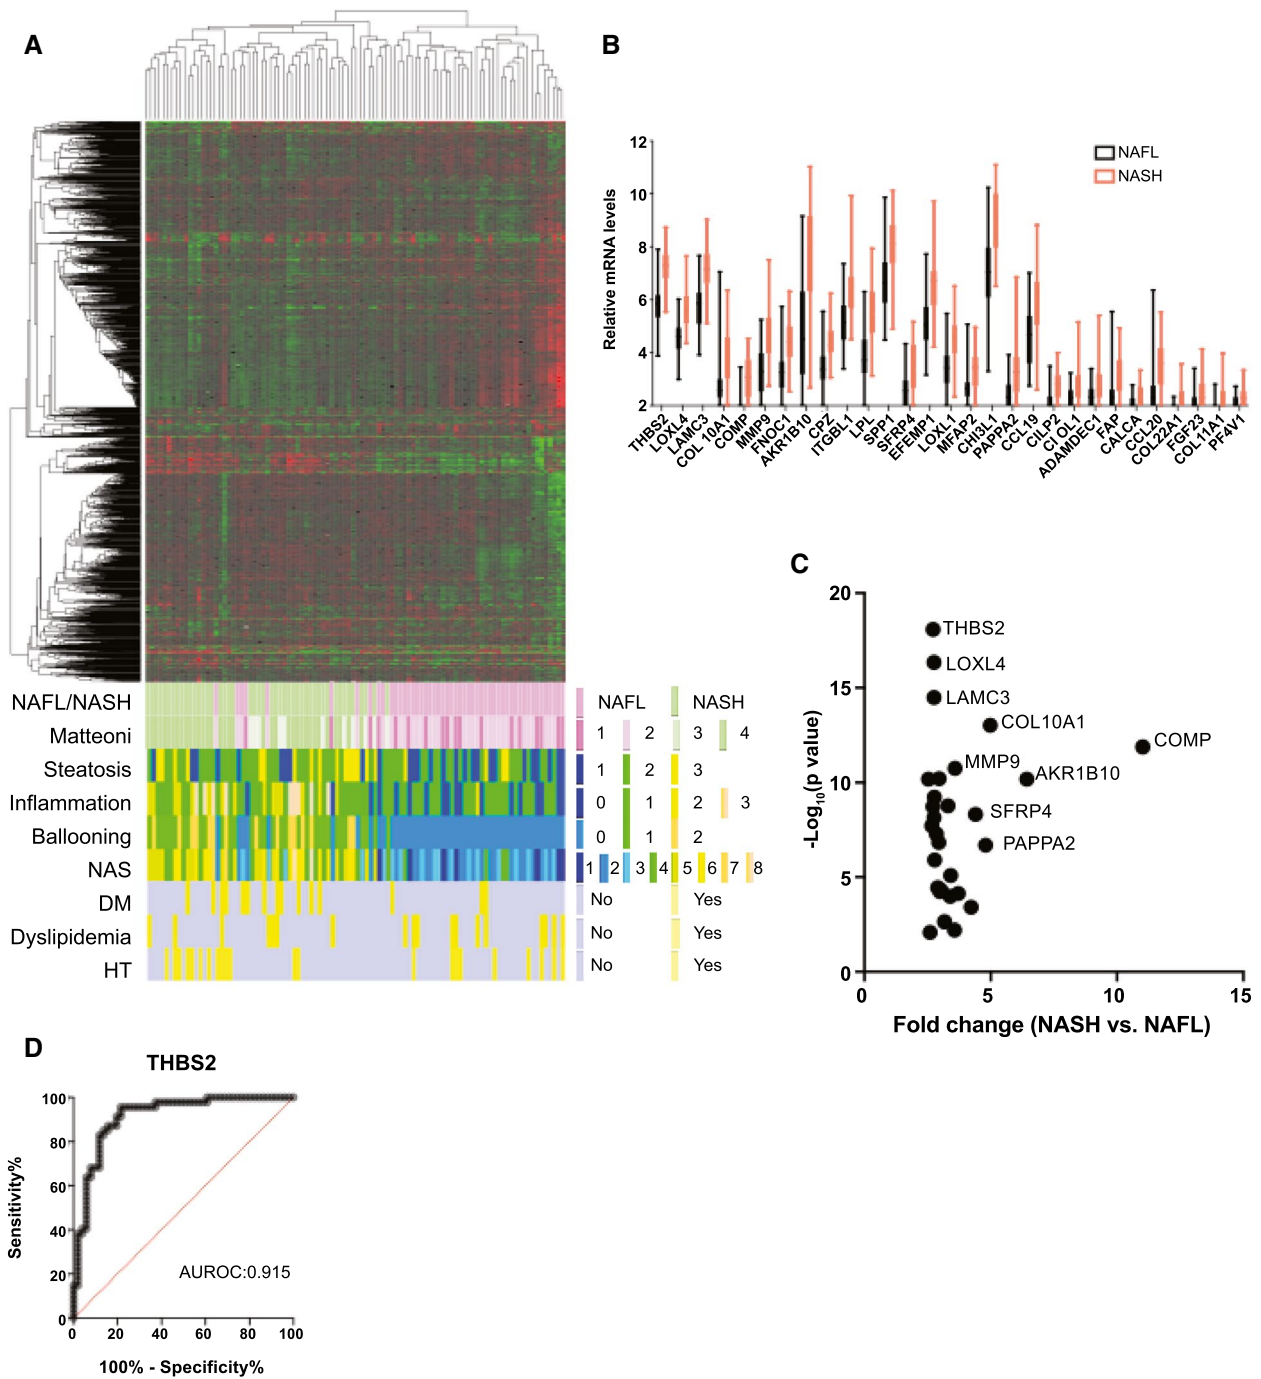 A
NAFL/NASH
NAFL NASH
Matteoni
1 2 3 4
Steatosis
1 2 3
Inflammation
0 1 2 3
Ballooning
0 1 2
NAS
1 2 3 4 5 6 7 8
DM
No Yes
Dyslipidemia
No Yes
HT
No Yes
B
NAFL
NASH
Relative mRNA levels
12
10
8
6
4
2
THBS2
LOXL4
LAMC3
COL 10A1
COMP
MMP9
FNDC1
AKR1B10
CPZ
ITGBL1
LPL
SPP1
SFRP4
EFEMP1
LOXL1
MFAP2
CHI3L1
PAPPA2
CCL19
CILP2
ADAMDEC1
FAP
CALCA
CCL20
COL22A1
FGF23
COL11A1
PF4V1
C
20
15
10
5
0
-Log10(p value)
THBS2
LOXL4
LAMC3
COL10A1
COMP
MMP9
AKR1B10
SFRP4
PAPPA2
0 5 10 15
Fold change (NASH vs. NAFL)
D
THBS2
100
80
60
40
20
0
Sensitivity%
AUROC:0.915
0 20 40 60 80 100
100% - Specificity%